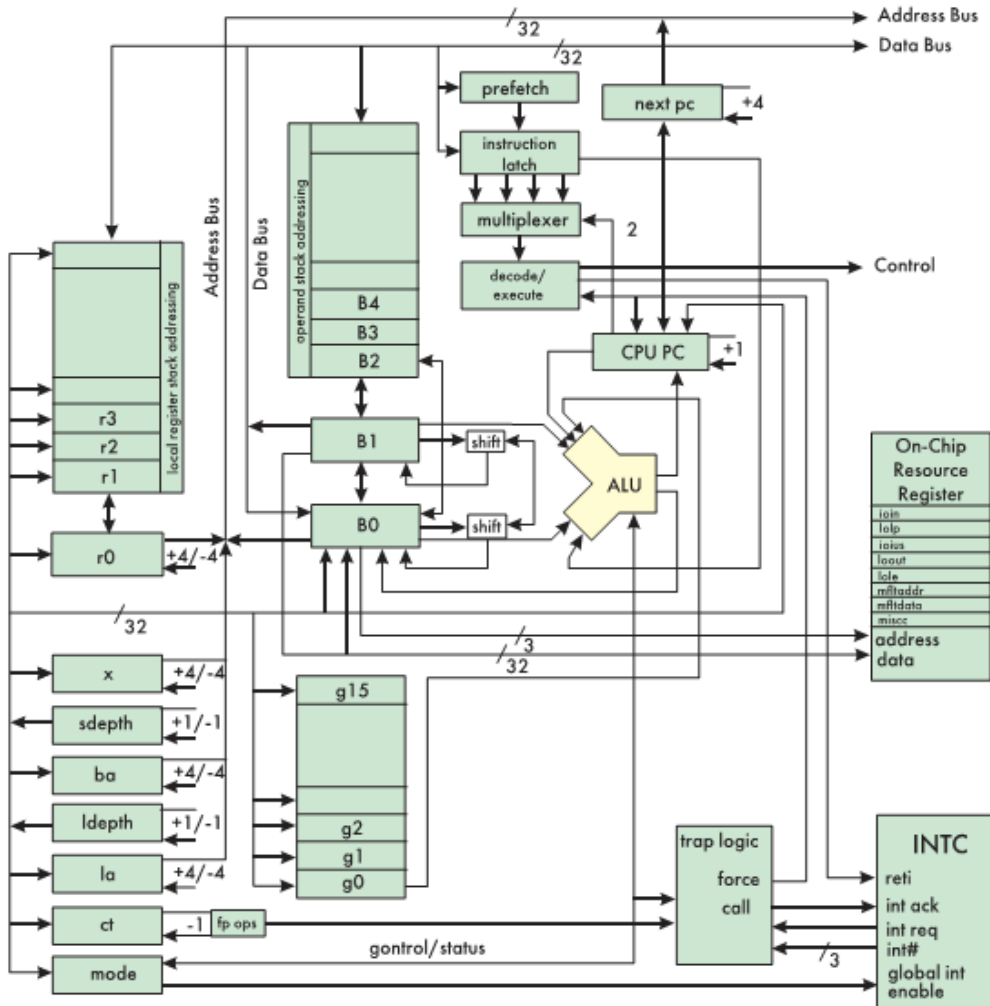 Address Bus
32
Data Bus
32
prefetch
next pc
+4
instruction
latch
operand stack addressing
Address Bus
Data Bus
multiplexer
2
local register stack addressing
decode/
execute
Control
B4
B3
B2
CPU PC
+1
r3
r2
r1
B1
shift
ALU
On-Chip
Resource
Register
ioin
lolp
ioius
loout
lole
mfltaddr
mfltdata
miscc
address
data
r0
+4/-4
B0
shift
32
3
32
x
+4/-4
g15
sdepth
+1/-1
ba
+4/-4
ldepth
+1/-1
g2
g1
g0
la
+4/-4
trap logic
force
call
INTC
reti
int ack
int req
int#
global int
enable
3
ct
-1
fp ops
gontrol/status
mode